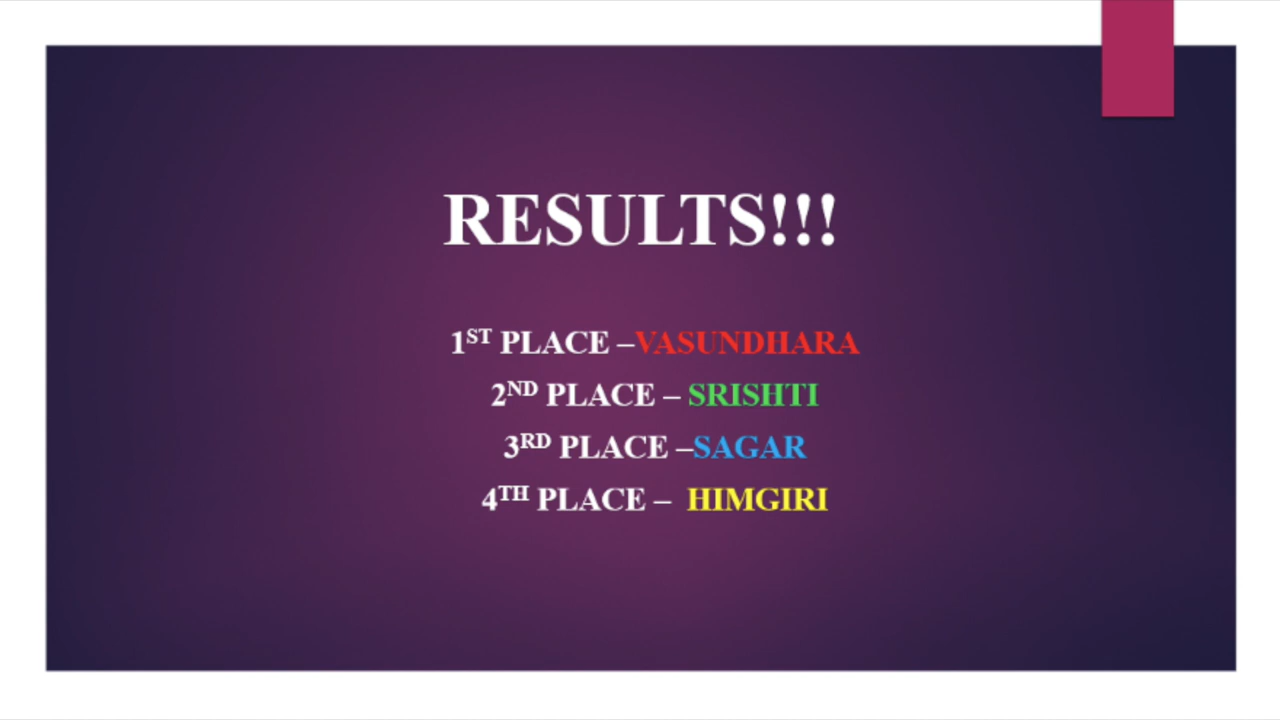 RESULTS!!!
1ST PLACE –VASUNDHARA
2ND PLACE – SRISHTI
3RD PLACE –SAGAR
4TH PLACE – HIMGIRI